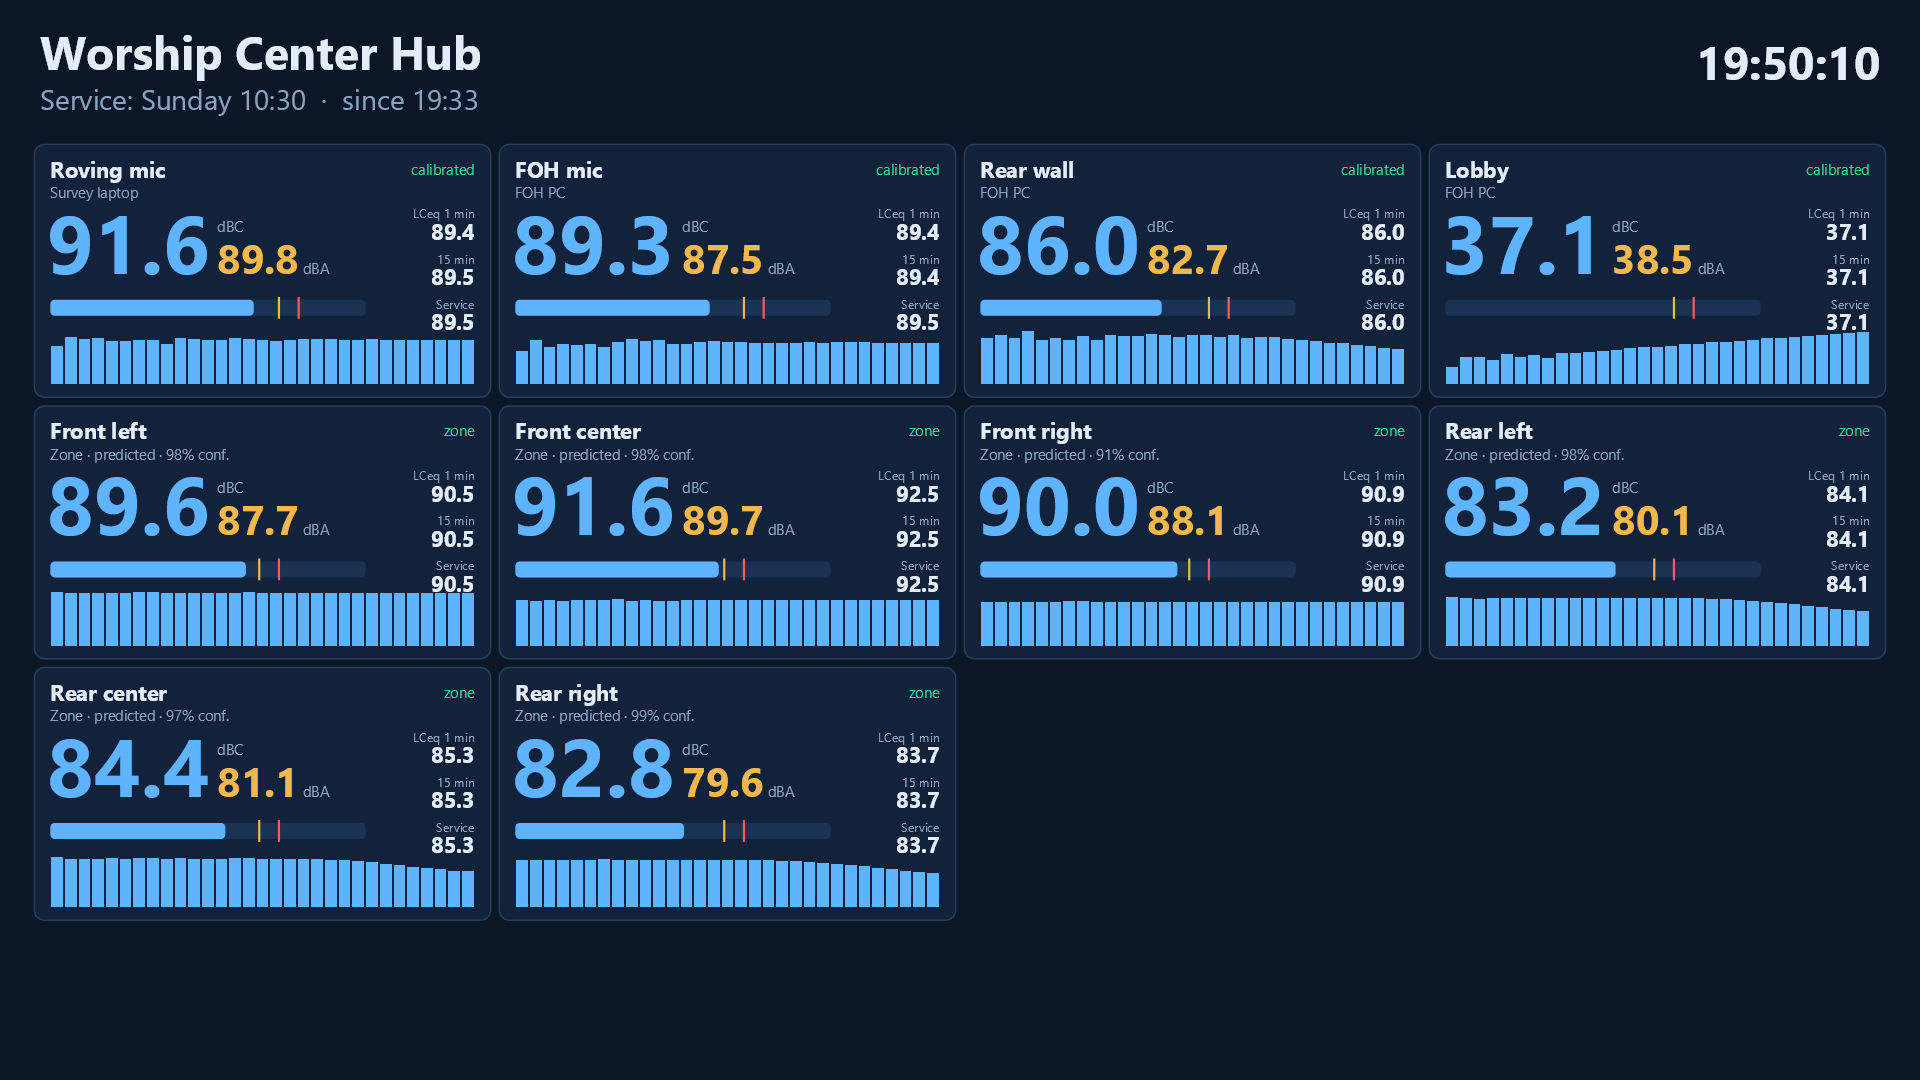 Worship Center Hub
19:50:10
Service: Sunday 10:30 · since 19:33
Roving mic
calibrated
Survey laptop
91.6
dBC
89.8 dBA
LCeq 1 min
89.4
15 min
89.5
Service
89.5
FOH mic
calibrated
FOH PC
89.3
dBC
87.5 dBA
LCeq 1 min
89.4
15 min
89.4
Service
89.5
Rear wall
calibrated
FOH PC
86.0
dBC
82.7 dBA
LCeq 1 min
86.0
15 min
86.0
Service
86.0
Lobby
calibrated
FOH PC
37.1
dBC
38.5 dBA
LCeq 1 min
37.1
15 min
37.1
Service
37.1
Front left
zone
Zone · predicted · 98% conf.
89.6
dBC
87.7 dBA
LCeq 1 min
90.5
15 min
90.5
Service
90.5
Front center
zone
Zone · predicted · 98% conf.
91.6
dBC
89.7 dBA
LCeq 1 min
92.5
15 min
92.5
Service
92.5
Front right
zone
Zone · predicted · 91% conf.
90.0
dBC
88.1 dBA
LCeq 1 min
90.9
15 min
90.9
Service
90.9
Rear left
zone
Zone · predicted · 98% conf.
83.2
dBC
80.1 dBA
LCeq 1 min
84.1
15 min
84.1
Service
84.1
Rear center
zone
Zone · predicted · 97% conf.
84.4
dBC
81.1 dBA
LCeq 1 min
85.3
15 min
85.3
Service
85.3
Rear right
zone
Zone · predicted · 99% conf.
82.8
dBC
79.6 dBA
LCeq 1 min
83.7
15 min
83.7
Service
83.7